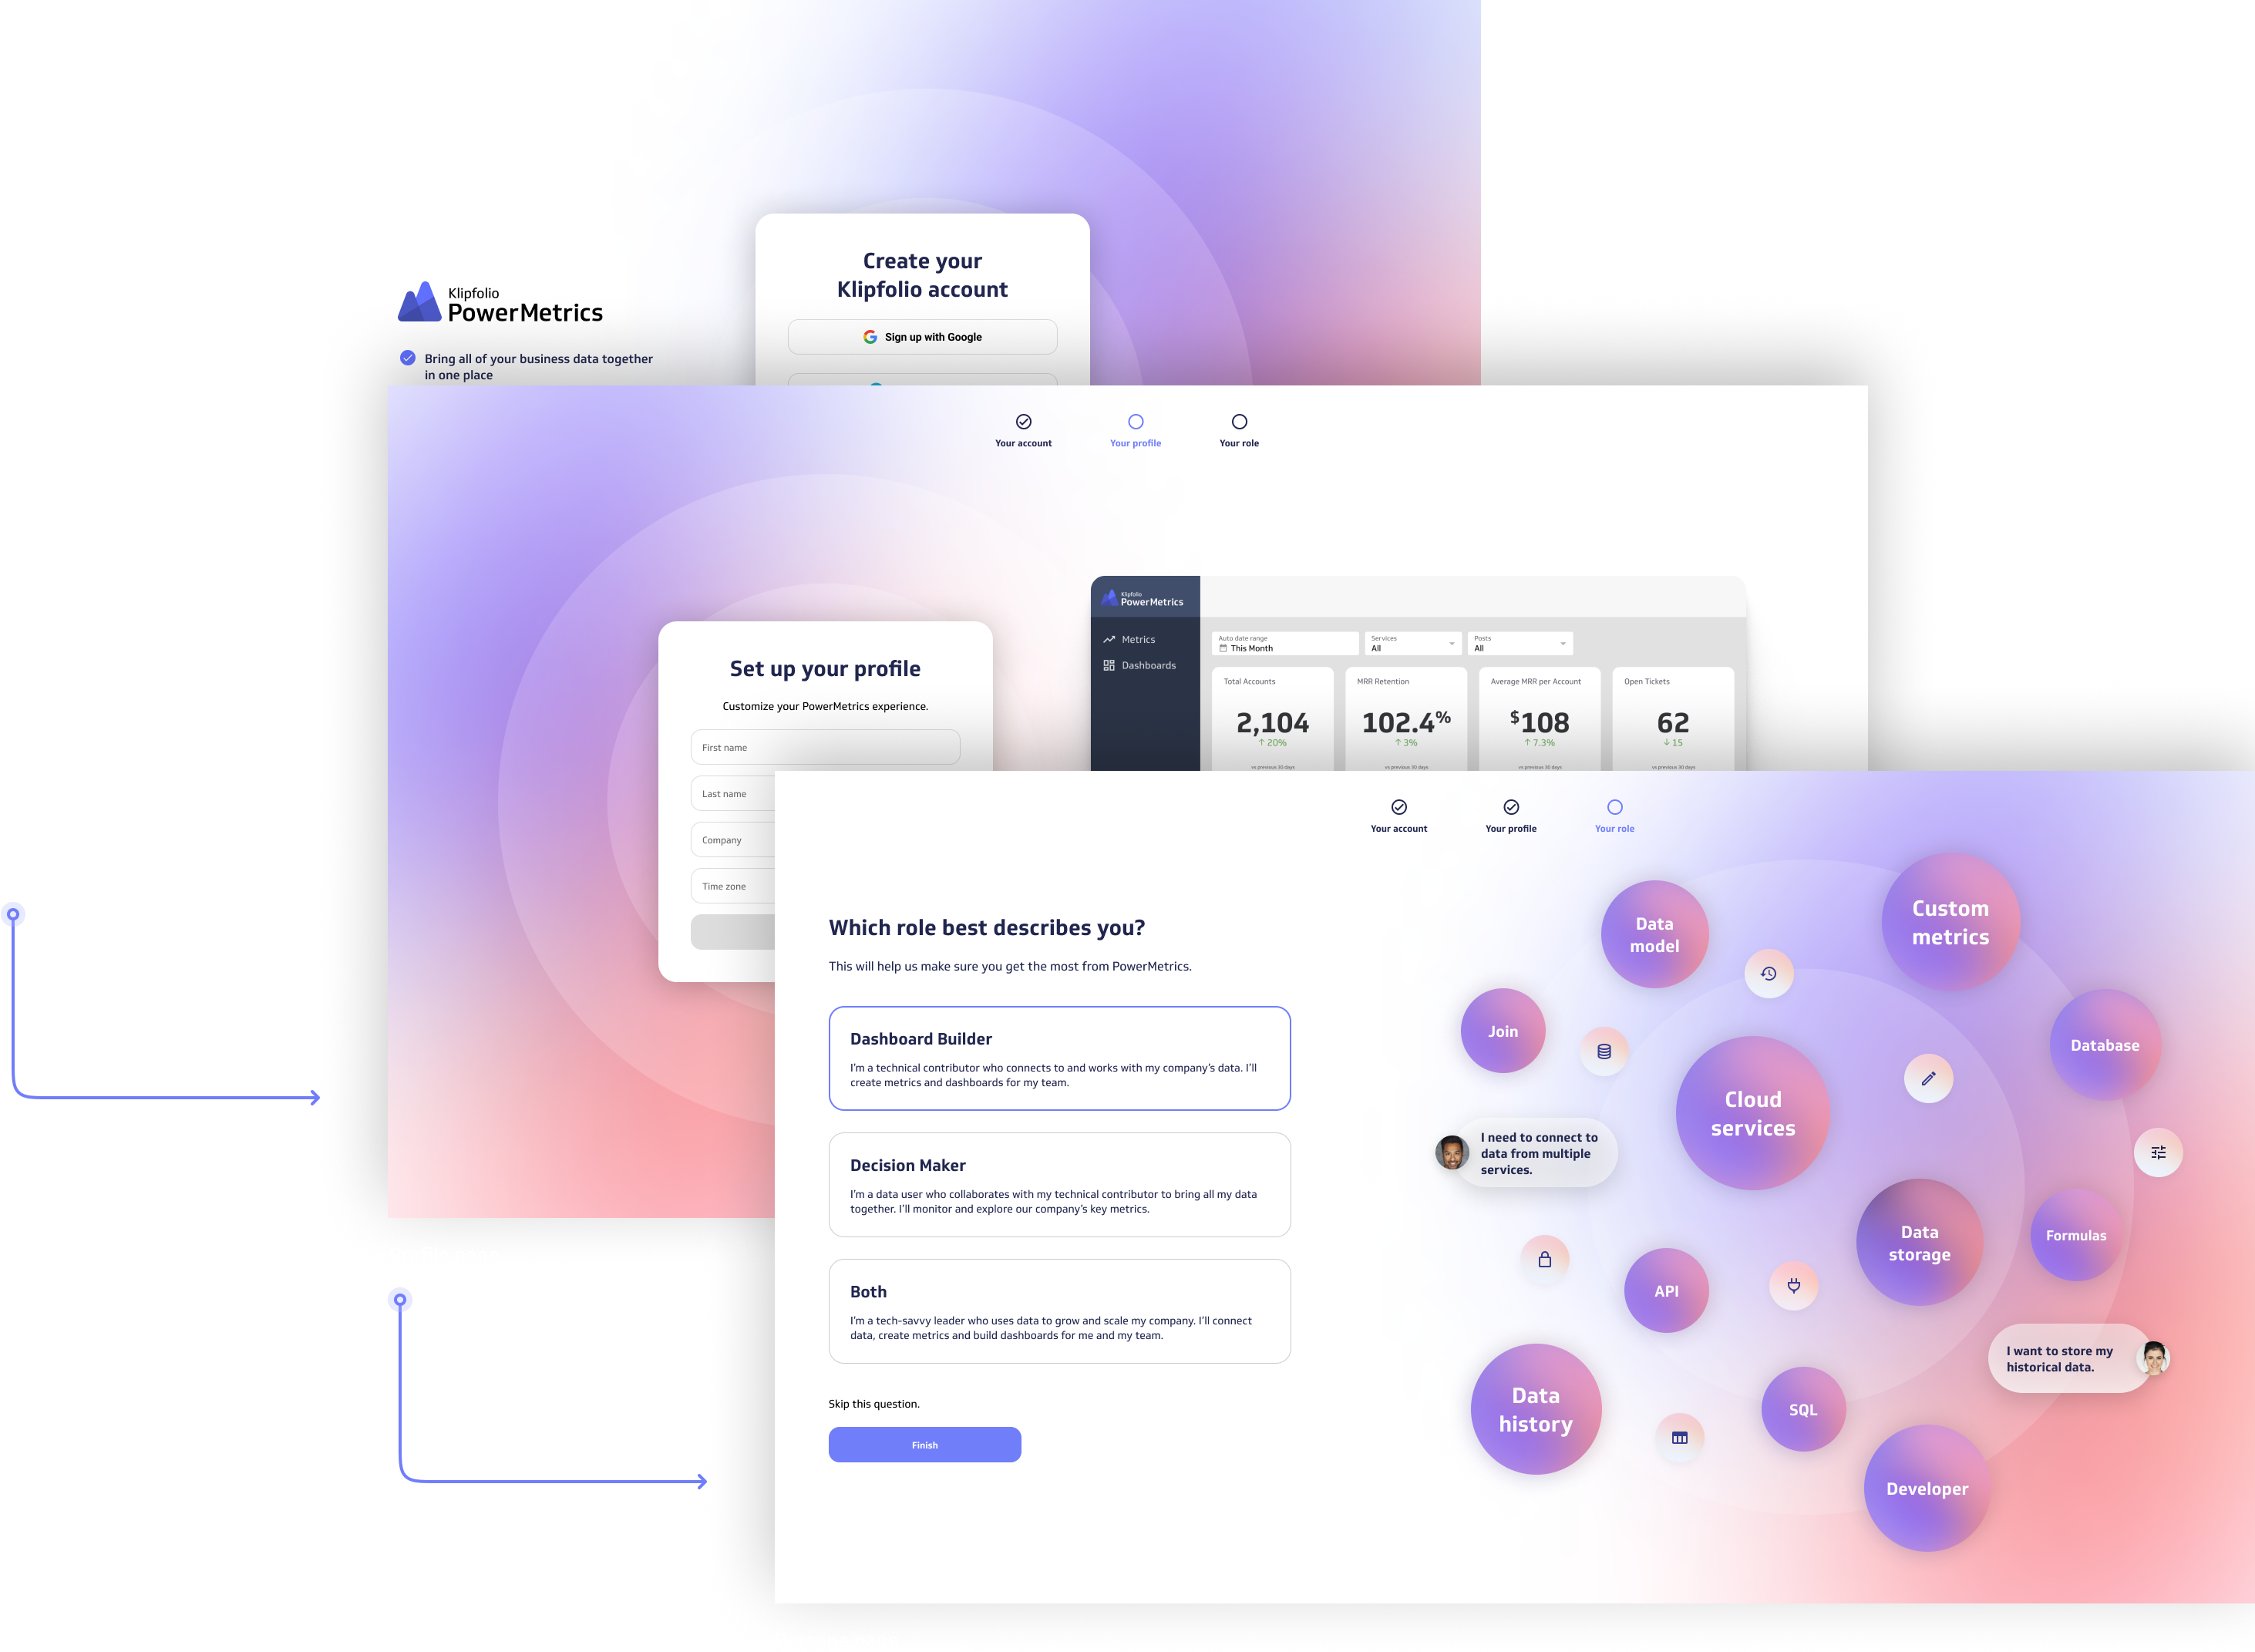 Create your
Klipfolio account
Sign up with Google
Klipfolio
PowerMetrics
Bring all of your business data together
in one place
Your account
Your profile
Your role
Set up your profile
Customize your PowerMetrics experience.
First name
Last name
Company
Time zone
Klipfolio
PowerMetrics
Metrics
Dashboards
Auto date range
This Month
Services
All
Posts
All
Total Accounts
2,104
↑ 20%
vs previous 30 days
MRR Retention
102.4%
↑ 3%
vs previous 30 days
Average MRR per Account
$108
↑ 7.3%
vs previous 30 days
Open Tickets
62
↓ 15
vs previous 30 days
Your account
Your profile
Your role
Which role best describes you?
This will help us make sure you get the most from PowerMetrics.
Dashboard Builder
I'm a technical contributor who connects to and works with my company's data. I'll
create metrics and dashboards for my team.
Decision Maker
I'm a data user who collaborates with my technical contributor to bring all my data
together. I'll monitor and explore our company's key metrics.
Both
I'm a tech-savvy leader who uses data to grow and scale my company. I'll connect
data, create metrics and build dashboards for me and my team.
Skip this question.
Finish
Data
model
Custom
metrics
Join
Database
Cloud
services
I need to connect to
data from multiple
services.
Data
storage
Formulas
API
I want to store my
historical data.
Data
history
SQL
Developer